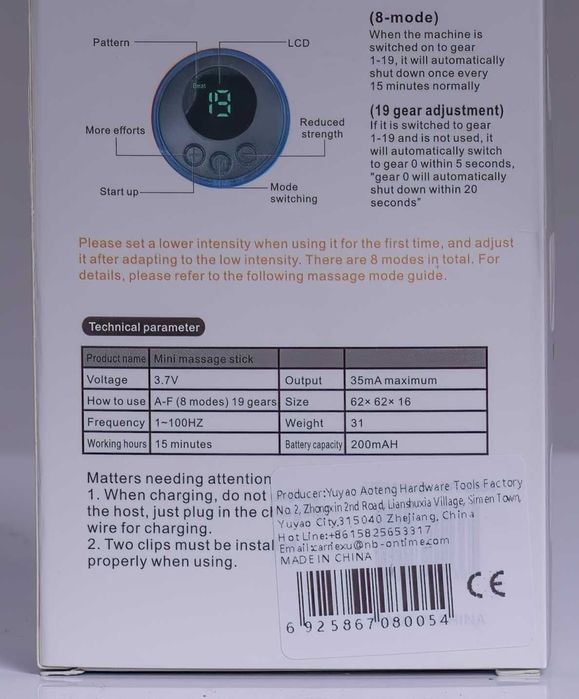 Pattern
LCD
Beat
19
More efforts
Reduced
strength
Start up
Mode
switching
(8-mode)
When the machine is
switched on to gear
1-19, it will automatically
shut down once every
15 minutes normally
(19 gear adjustment)
If it is switched to gear
1-19 and is not used, it
will automatically switch
to gear 0 within 5 seconds,
"gear 0 will automatically
shut down within 20
seconds"
Please set a lower intensity when using it for the first time, and adjust
it after adapting to the low intensity. There are 8 modes in total. For
details, please refer to the following massage mode guide.
Technical parameter
Product name Mini massage stick
Voltage 3.7V Output 35mA maximum
How to use A-F (8 modes) 19 gears Size 62× 62× 16
Frequency 1~100HZ Weight 31
Working hours 15 minutes Battery capacity 200mAH
Matters needing attention
1. When charging, do not
the host, just plug in the
wire for charging.
2. Two clips must be
properly when using.
Producer:Yuyao Aoteng Hardware Tools Factory
No.2, Zhongxin 2nd Road, Lianshuxia Village, Simen Town,
Yuyao City,315040 Zhejiang, China
Hot Line:+8615825653317
MADE IN CHINA
CE
6 925867 080054